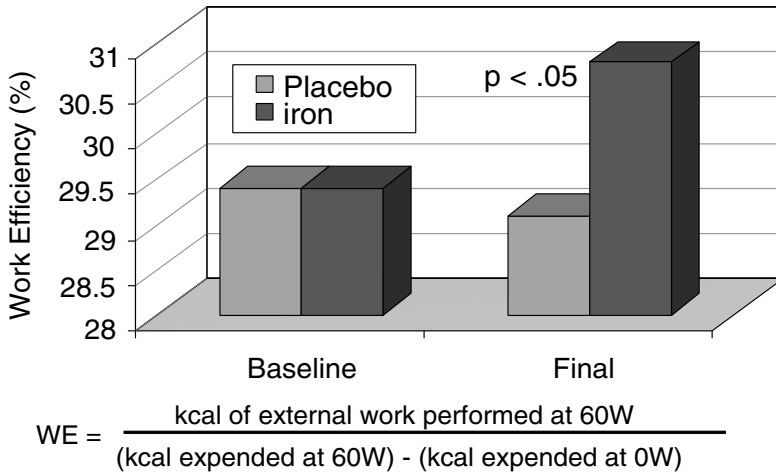 Work Efficiency (%)
31
30.5
30
29.5
29
28.5
28
Placebo
iron
p < .05
Baseline
Final
WE =
kcal of external work performed at 60W
(kcal expended at 60W) - (kcal expended at 0W)